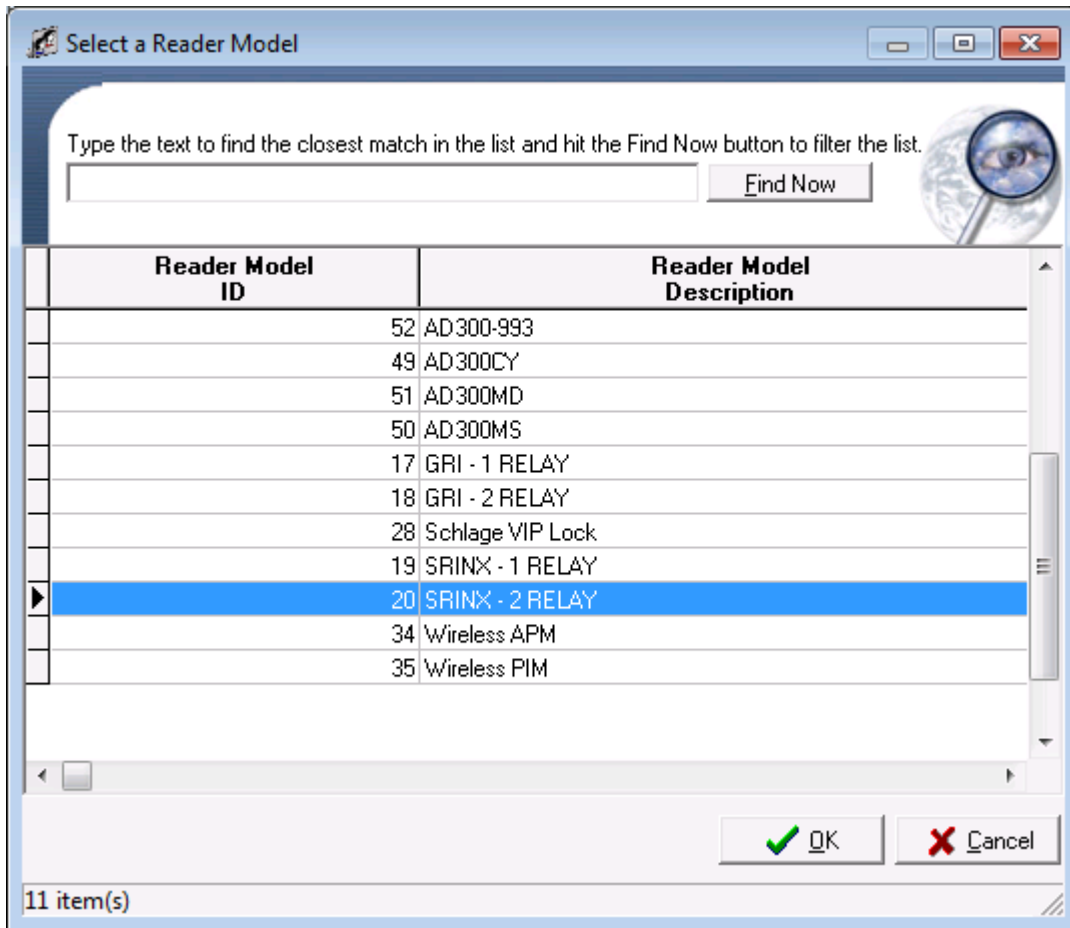 Select a Reader Model
Type the text to find the closest match in the list and hit the Find Now button to filter the list.
Find Now
Reader Model ID Reader Model Description
52 AD300-993
49 AD300CY
51 AD300MD
50 AD300MS
17 GRI - 1 RELAY
18 GRI - 2 RELAY
28 Schlage VIP Lock
19 SRINX - 1 RELAY
20 SRINX - 2 RELAY
34 Wireless APM
35 Wireless PIM
OK Cancel
11 item(s)